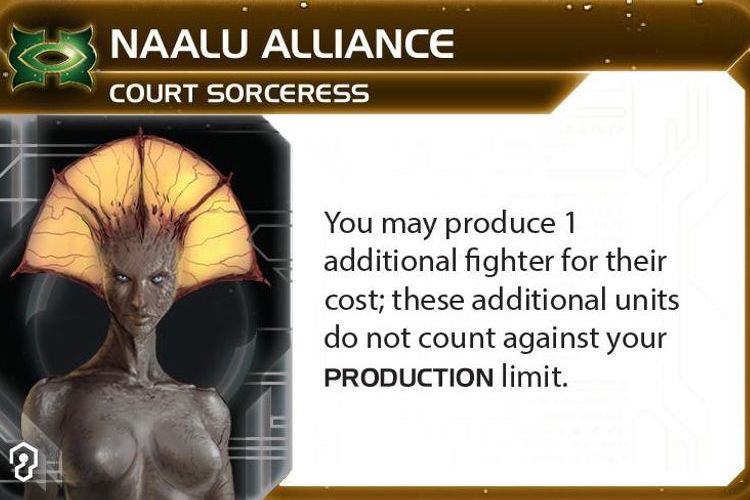 NAALU ALLIANCE
COURT SORCERESS
You may produce 1
additional fighter for their
cost; these additional units
do not count against your
PRODUCTION limit.